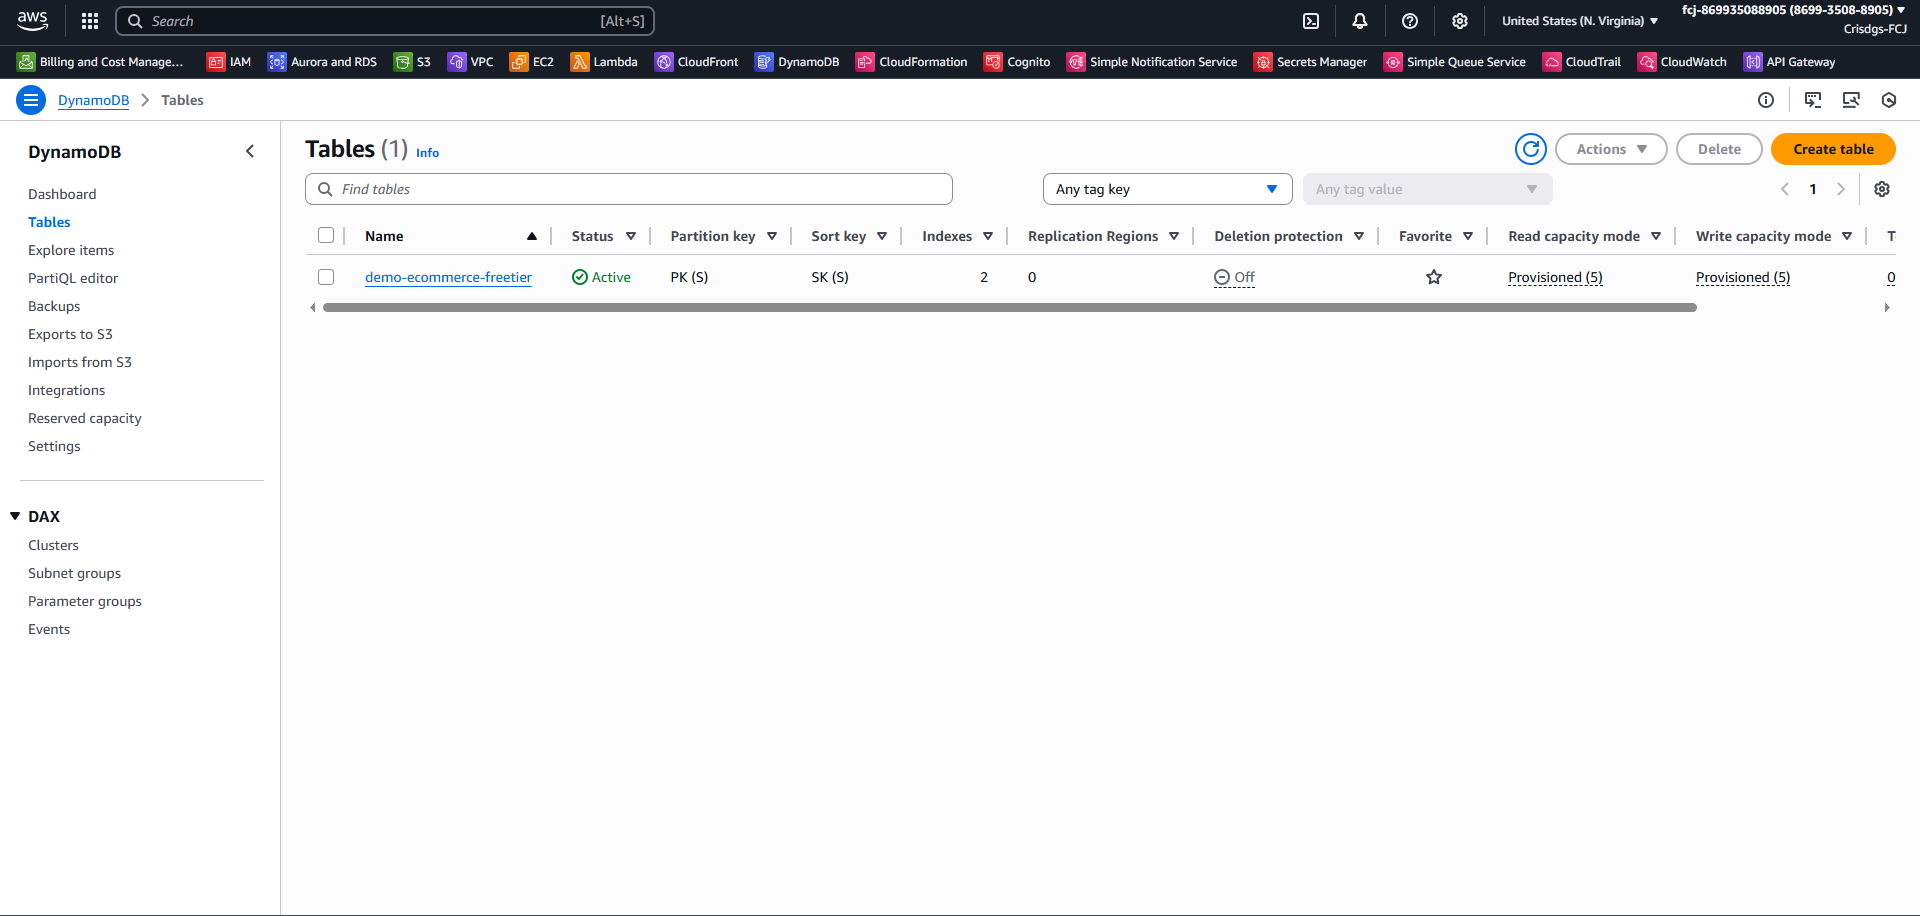 aws
Search [Alt+S]
United States (N. Virginia)
fcj-869935088905 (8699-3508-8905)
Crisdgs-FCJ
Billing and Cost Manage... IAM Aurora and RDS S3 VPC EC2 Lambda CloudFront DynamoDB CloudFormation Cognito Simple Notification Service Secrets Manager Simple Queue Service CloudTrail CloudWatch API Gateway
DynamoDB Tables
DynamoDB
Dashboard
Tables
Explore items
PartiQL editor
Backups
Exports to S3
Imports from S3
Integrations
Reserved capacity
Settings
DAX
Clusters
Subnet groups
Parameter groups
Events
Tables (1) Info
Actions Delete Create table
Find tables Any tag key Any tag value 1
Name Status Partition key Sort key Indexes Replication Regions Deletion protection Favorite Read capacity mode Write capacity mode
demo-ecommerce-freetier Active PK (S) SK (S) 2 0 Off Provisioned (5) Provisioned (5) 0